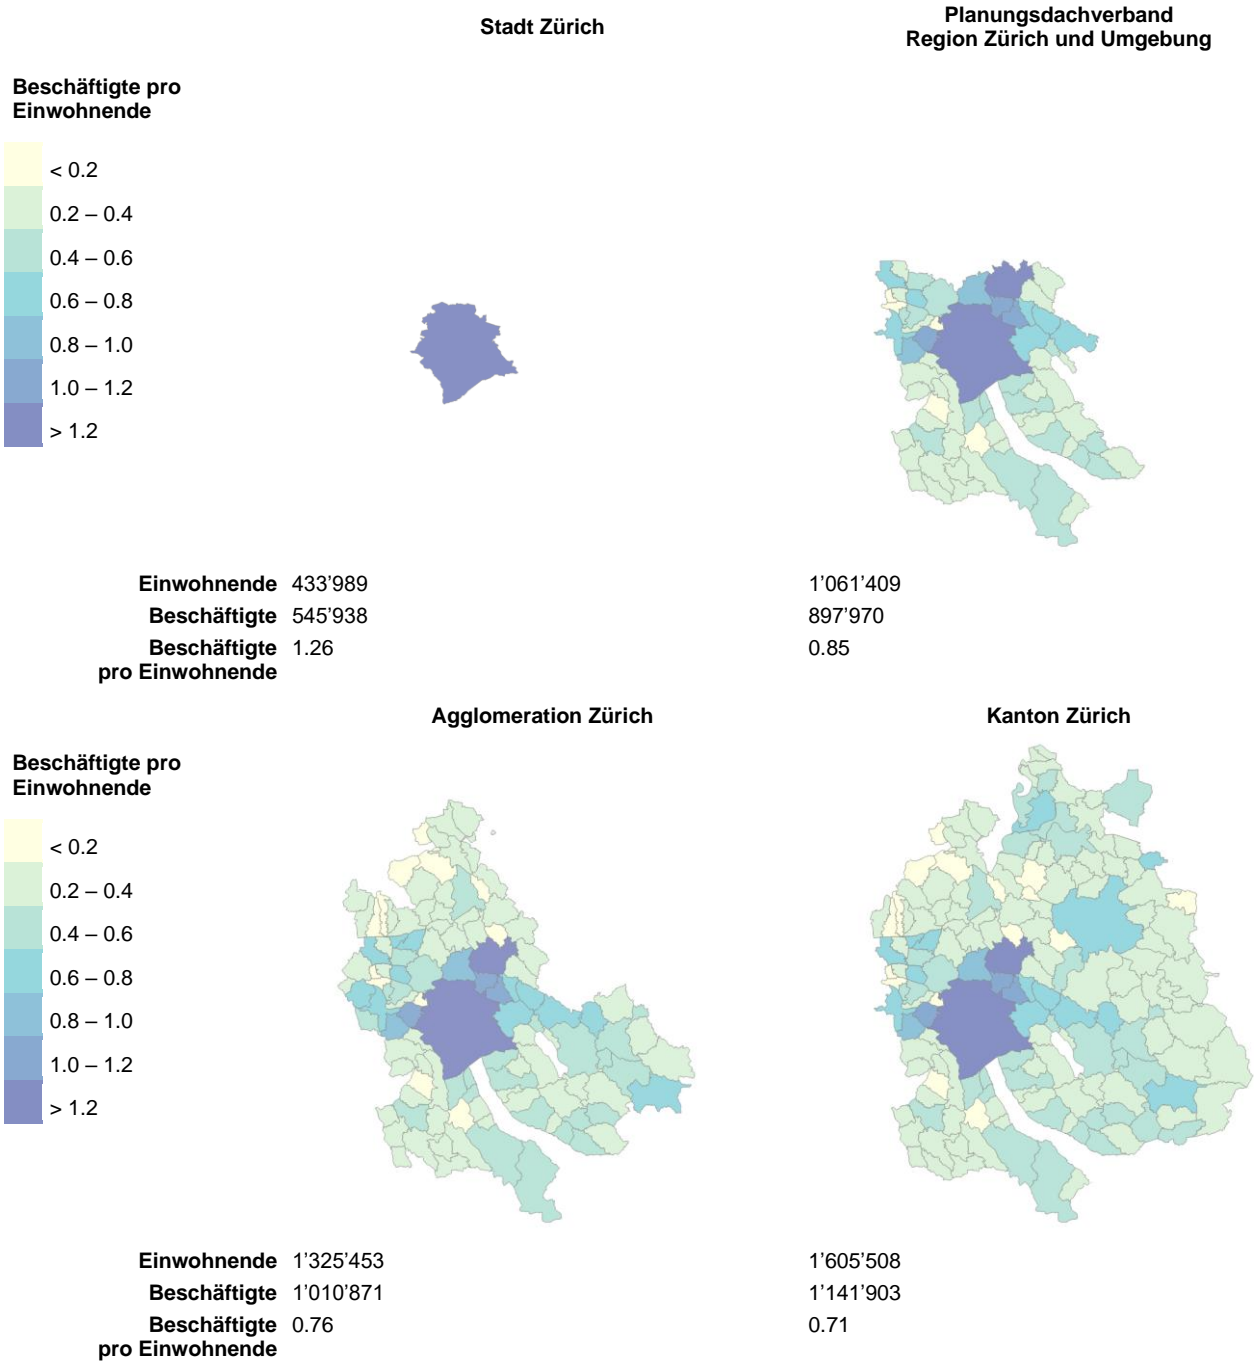 Stadt Zürich
Planungsdachverband
Region Zürich und Umgebung
Beschäftigte pro
Einwohnende
< 0.2
0.2 – 0.4
0.4 – 0.6
0.6 – 0.8
0.8 – 1.0
1.0 – 1.2
> 1.2
Einwohnende 433’989 1’061’409
Beschäftigte 545’938 897’970
Beschäftigte 1.26 0.85
pro Einwohnende
Agglomeration Zürich Kanton Zürich
Beschäftigte pro
Einwohnende
< 0.2
0.2 – 0.4
0.4 – 0.6
0.6 – 0.8
0.8 – 1.0
1.0 – 1.2
> 1.2
Einwohnende 1’325’453 1’605’508
Beschäftigte 1’010’871 1’141’903
Beschäftigte 0.76 0.71
pro Einwohnende